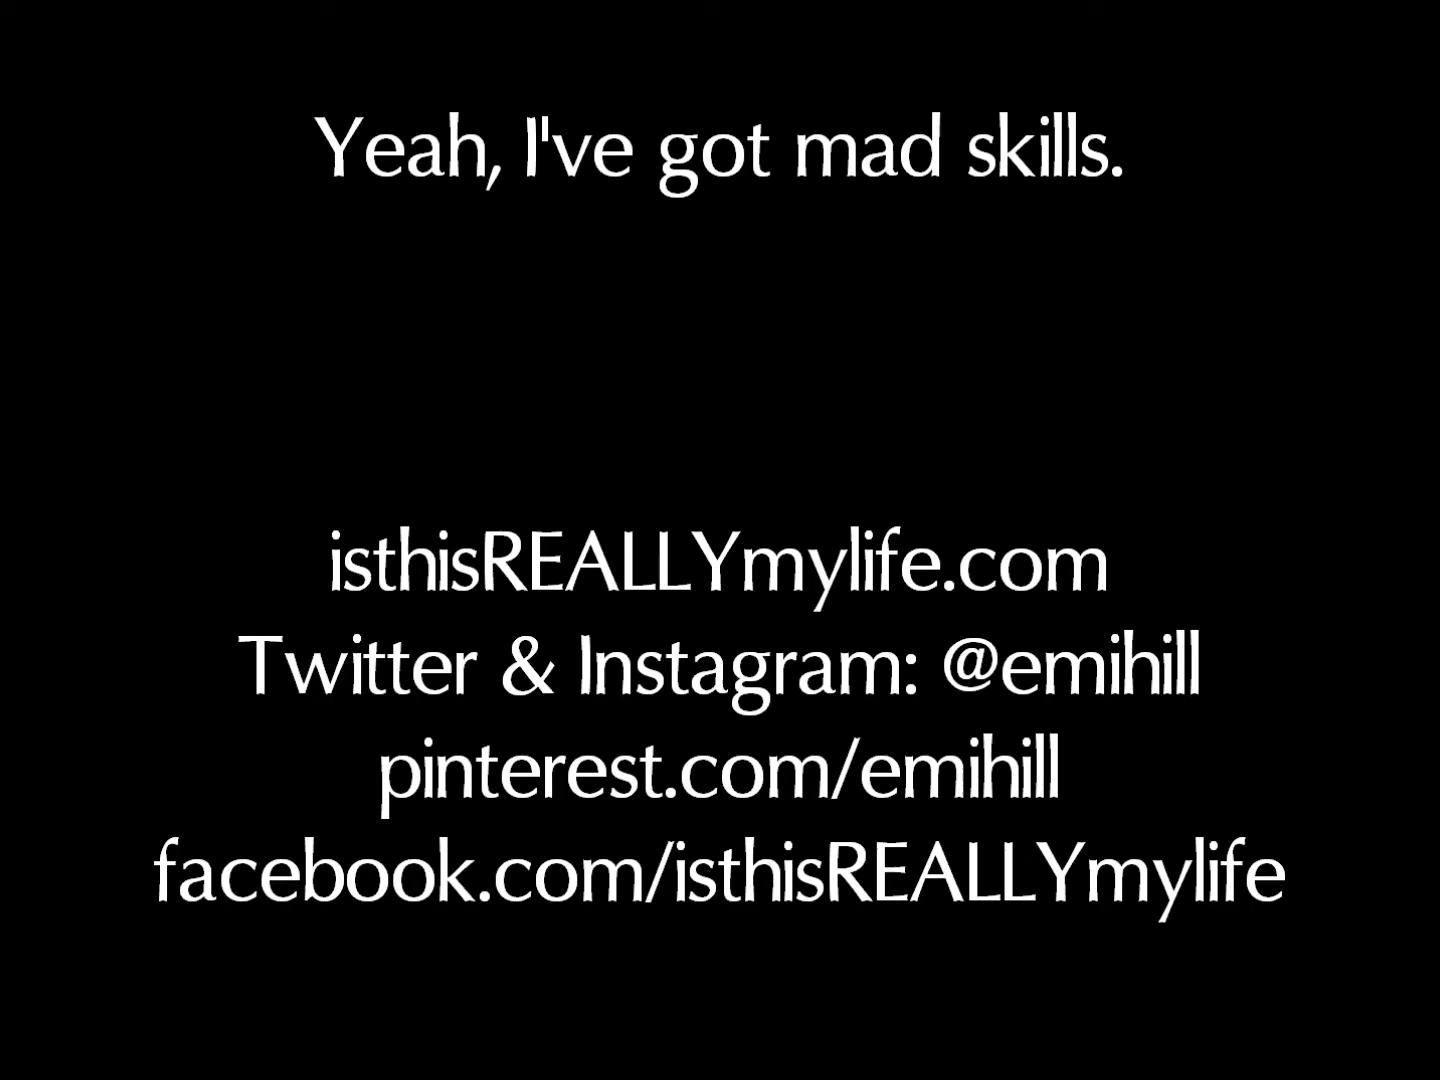 Yeah, I've got mad skills.
isthisREALLYmylife.com
Twitter & Instagram: @emihill
pinterest.com/emihill
facebook.com/isthisREALLYmylife